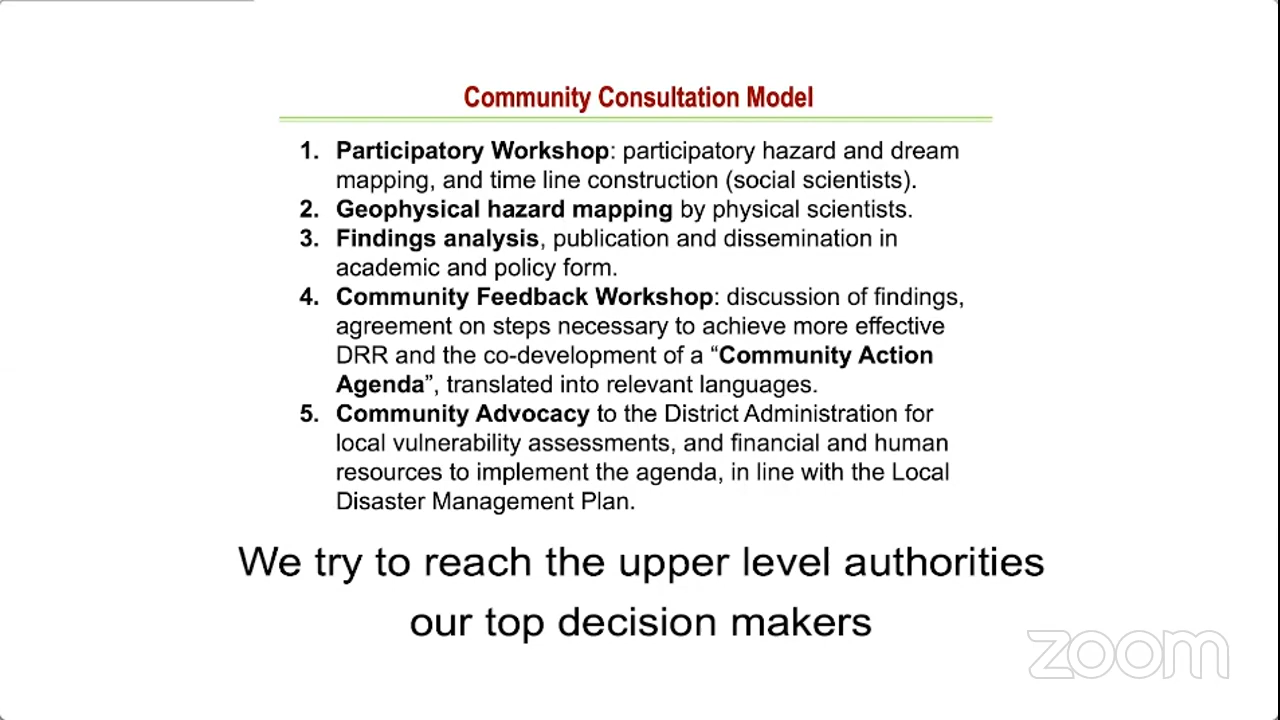 Community Consultation Model
1. Participatory Workshop: participatory hazard and dream
mapping, and time line construction (social scientists).
2. Geophysical hazard mapping by physical scientists.
3. Findings analysis, publication and dissemination in
academic and policy form.
4. Community Feedback Workshop: discussion of findings,
agreement on steps necessary to achieve more effective
DRR and the co-development of a “Community Action
Agenda”, translated into relevant languages.
5. Community Advocacy to the District Administration for
local vulnerability assessments, and financial and human
resources to implement the agenda, in line with the Local
Disaster Management Plan.
We try to reach the upper level authorities
our top decision makers
zoom